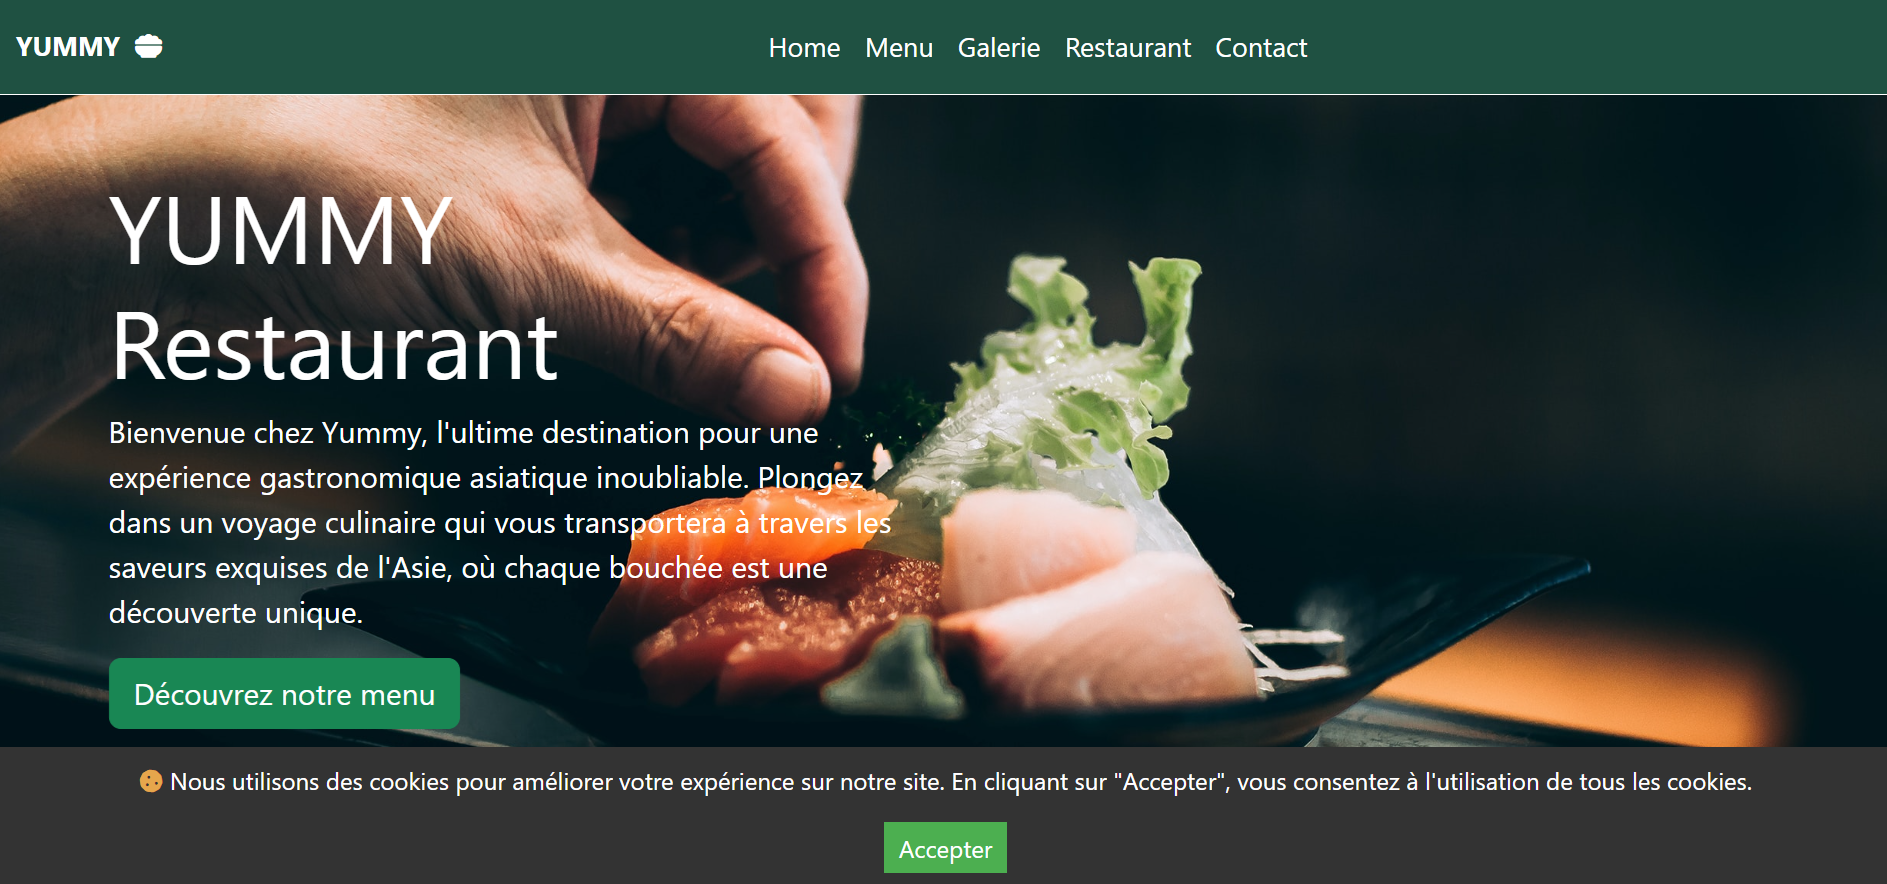 YUMMY
Home Menu Galerie Restaurant Contact
YUMMY
Restaurant
Bienvenue chez Yummy, l'ultime destination pour une
expérience gastronomique asiatique inoubliable. Plongez
dans un voyage culinaire qui vous transportera à travers les
saveurs exquises de l'Asie, où chaque bouchée est une
découverte unique.
Découvrez notre menu
Nous utilisons des cookies pour améliorer votre expérience sur notre site. En cliquant sur "Accepter", vous consentez à l'utilisation de tous les cookies.
Accepter